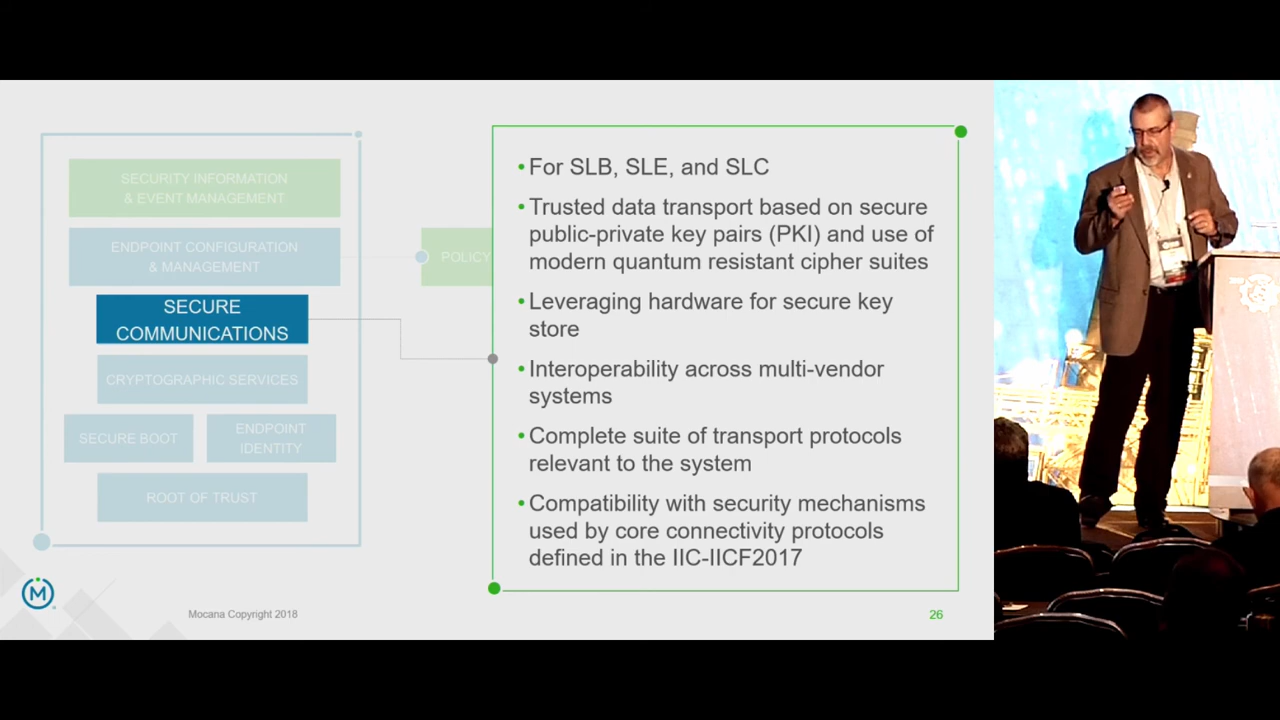 SECURITY INFORMATION
& EVENT MANAGEMENT
ENDPOINT CONFIGURATION
& MANAGEMENT
POLICY
SECURE
COMMUNICATIONS
CRYPTOGRAPHIC SERVICES
SECURE BOOT
ENDPOINT
IDENTITY
ROOT OF TRUST
• For SLB, SLE, and SLC
• Trusted data transport based on secure
public-private key pairs (PKI) and use of
modern quantum resistant cipher suites
• Leveraging hardware for secure key
store
• Interoperability across multi-vendor
systems
• Complete suite of transport protocols
relevant to the system
• Compatibility with security mechanisms
used by core connectivity protocols
defined in the IIC-IICF2017
M
Mocana Copyright 2018
26